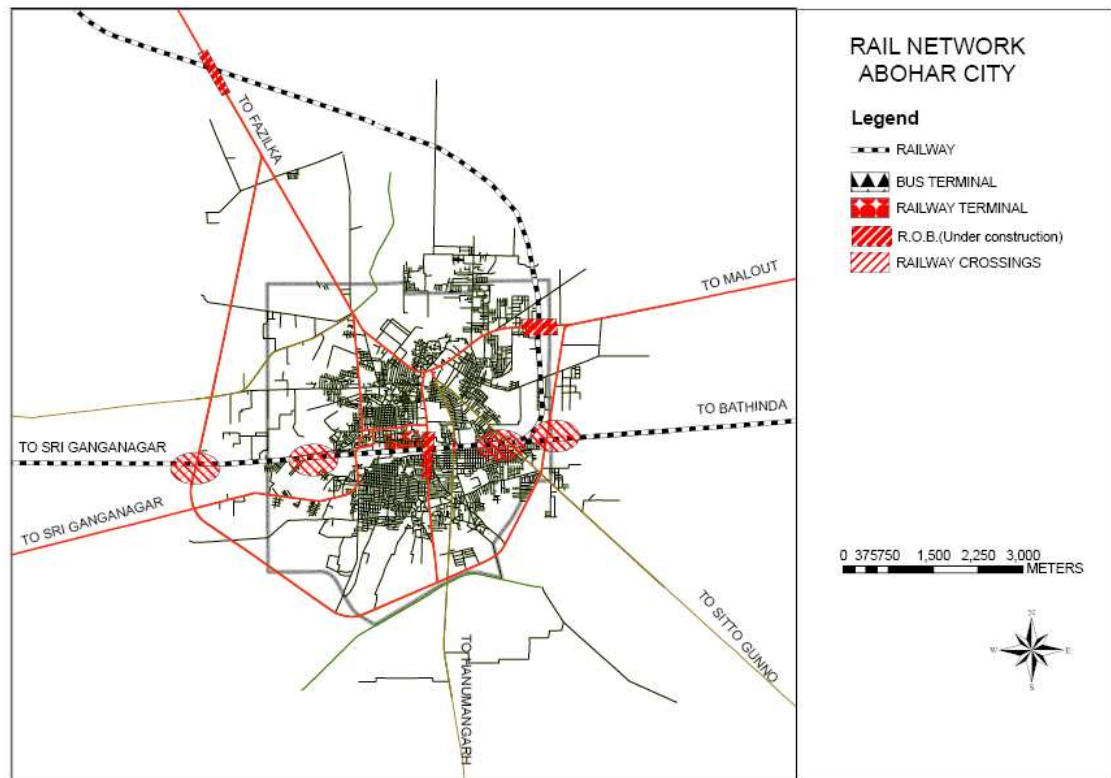 RAIL NETWORK
ABOHAR CITY
Legend
RAILWAY
BUS TERMINAL
RAILWAY TERMINAL
R.O.B.(Under construction)
RAILWAY CROSSINGS
TO FAZILKA
TO MALOUT
TO BATHINDA
TO SRI GANGANAGAR
TO SRI GANGANAGAR
TO SITTO GUNNO
TO HANUMANGARH
0 375750 1,500 2,250 3,000
METERS
N
W E
S